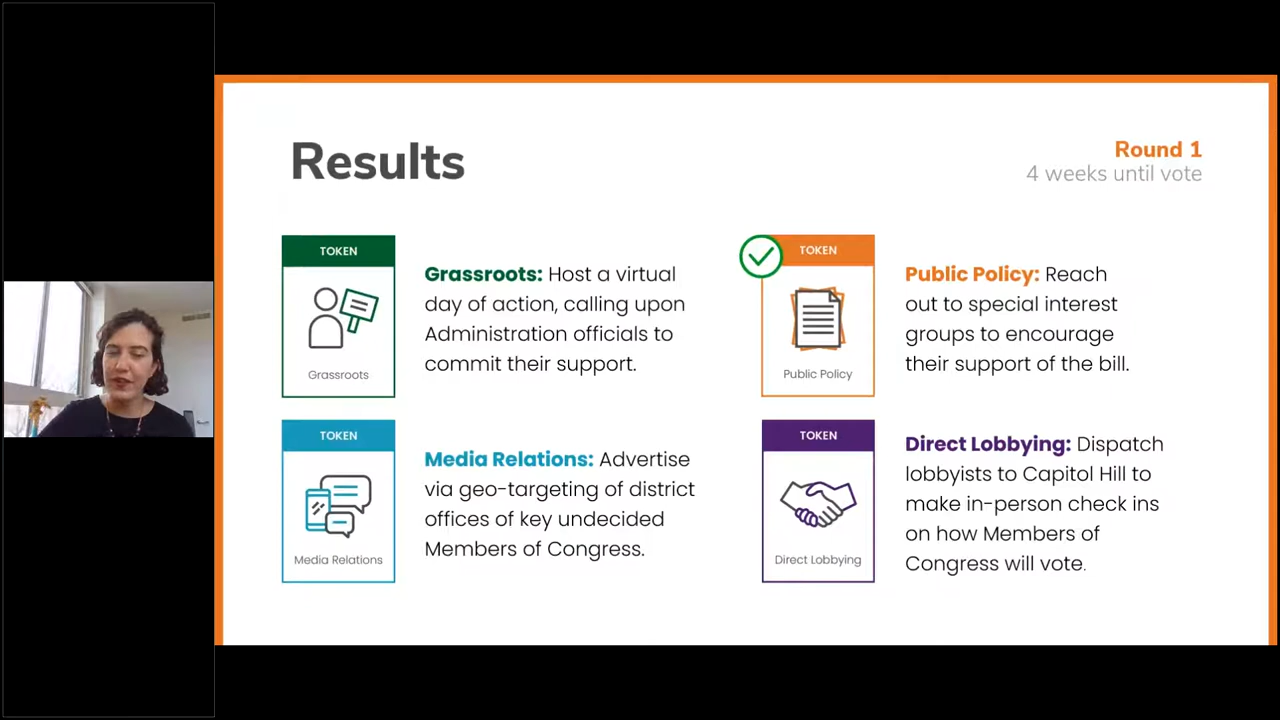 Results
Round 1
4 weeks until vote
TOKEN
Grassroots
Grassroots: Host a virtual
day of action, calling upon
Administration officials to
commit their support.
TOKEN
Public Policy
Public Policy: Reach
out to special interest
groups to encourage
their support of the bill.
TOKEN
Media Relations
Media Relations: Advertise
via geo-targeting of district
offices of key undecided
Members of Congress.
TOKEN
Direct Lobbying
Direct Lobbying: Dispatch
lobbyists to Capitol Hill to
make in-person check ins
on how Members of
Congress will vote.